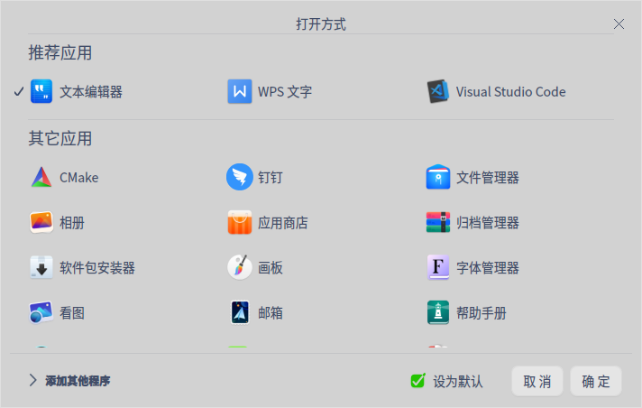 打开方式
推荐应用
文本编辑器
WPS 文字
Visual Studio Code
其它应用
CMake
钉钉
文件管理器
相册
应用商店
归档管理器
软件包安装器
画板
字体管理器
看图
邮箱
帮助手册
添加其他程序
设为默认
取消
确定